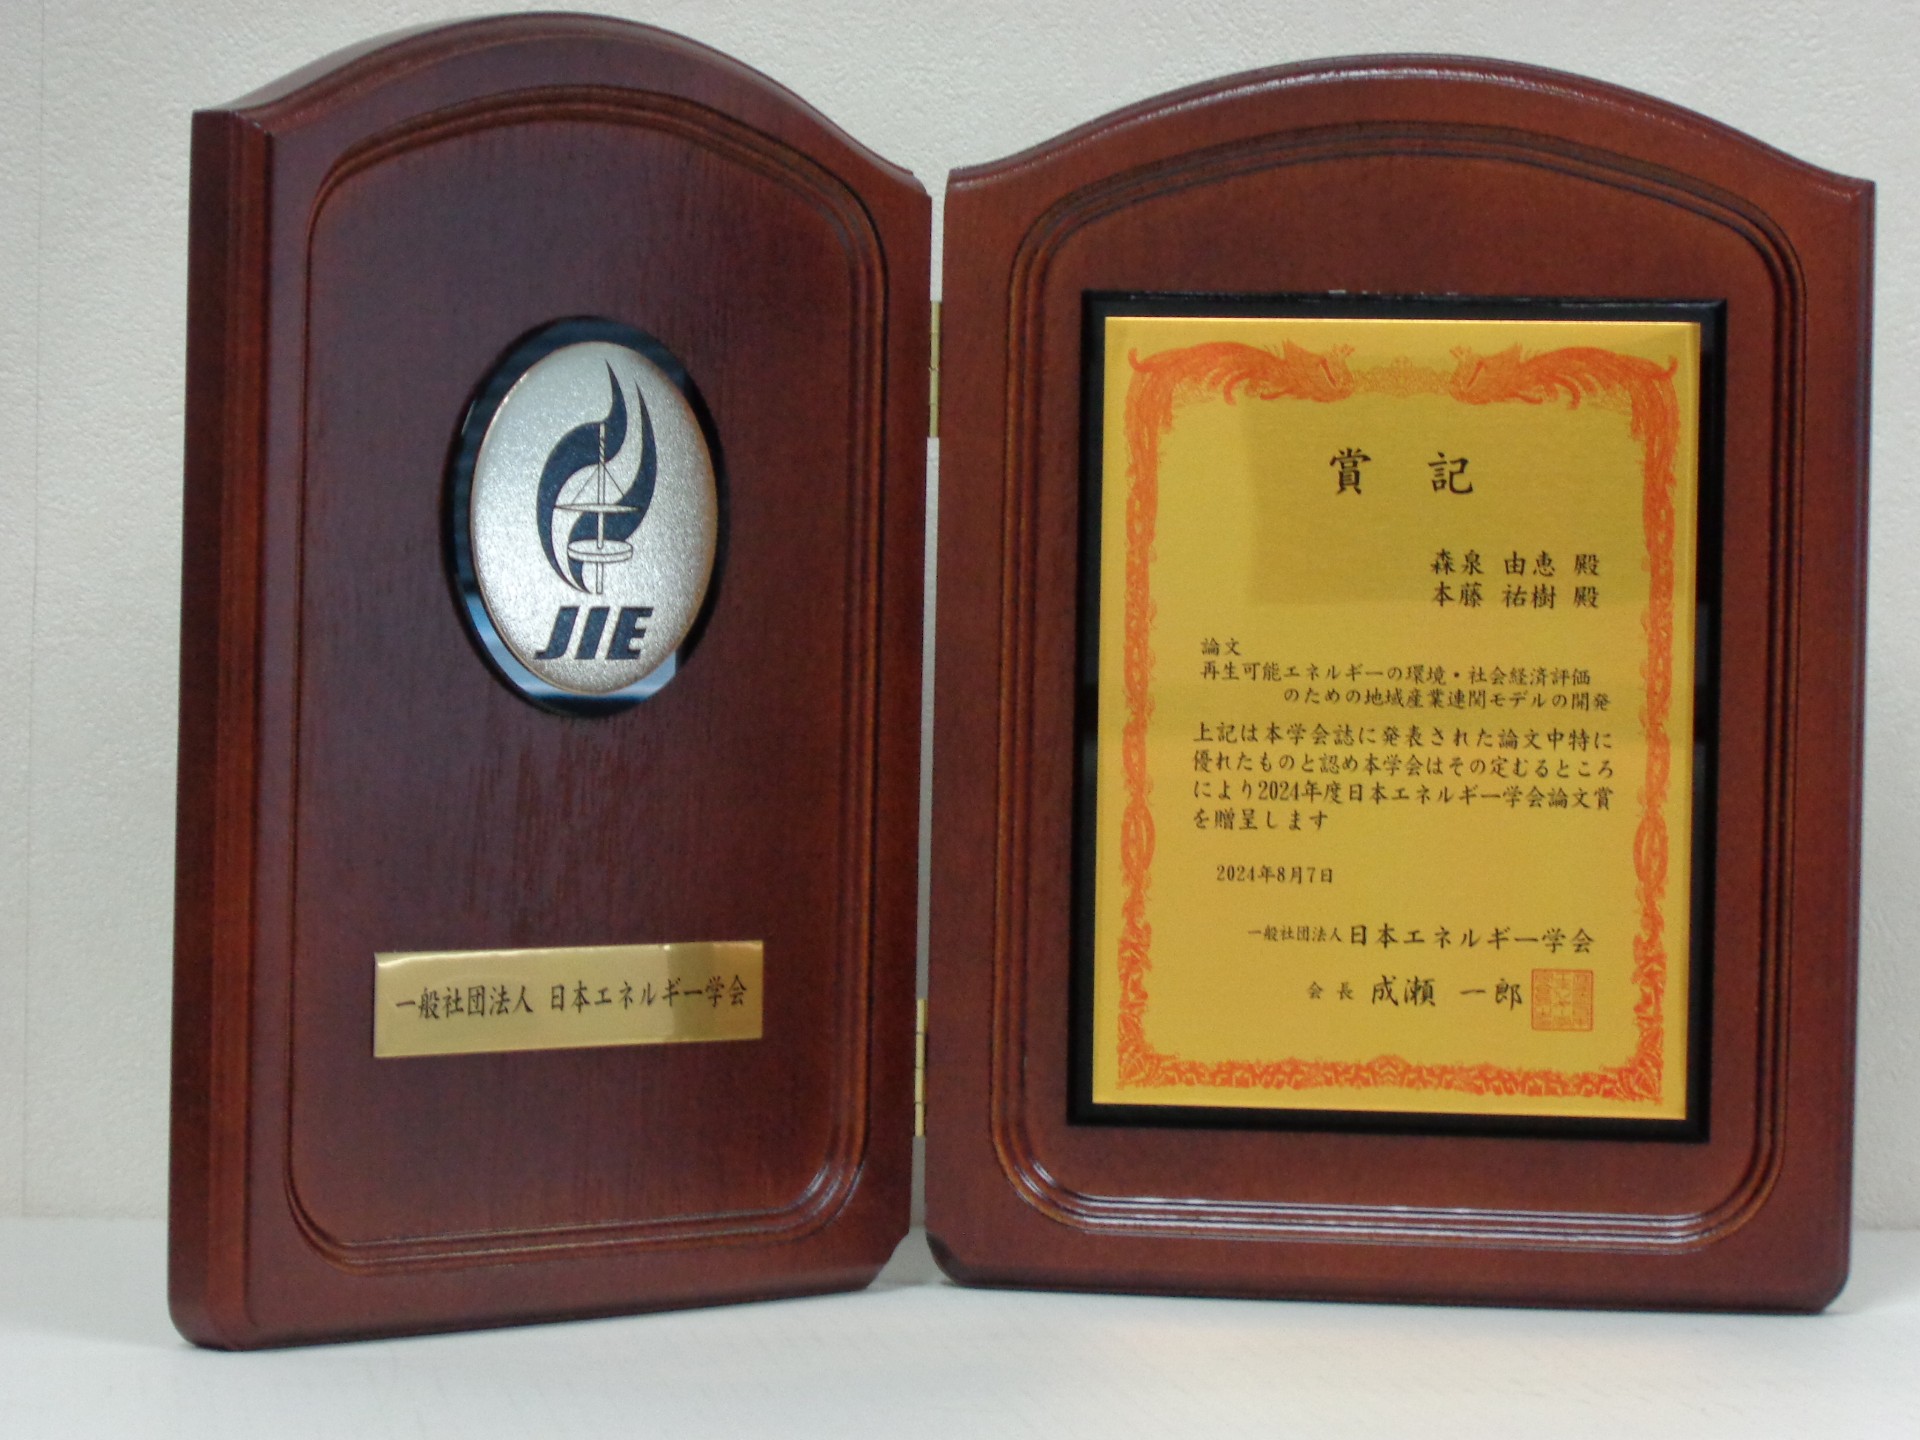 JIE
一般社団法人 日本エネルギー学会
賞 記
森泉 由恵 殿
本藤 祐樹 殿
論文
再生可能エネルギーの環境・社会経済評価
のための地域産業連関モデルの開発
上記は本学会誌に発表された論文中特に
優れたものと認め本学会はその定むるところ
により2024年度日本エネルギー学会論文賞
を贈呈します
2024年8月7日
一般社団法人 日本エネルギー学会
会長 成瀬 一郎